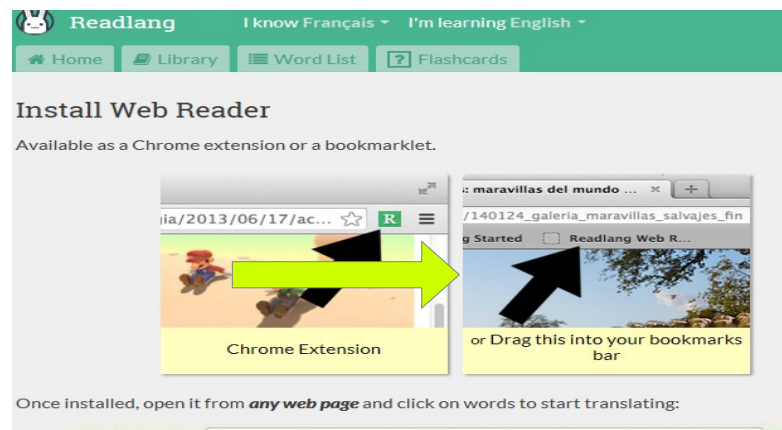 Readlang
I know Français
I'm learning English
Home
Library
Word List
? Flashcards
Install Web Reader
Available as a Chrome extension or a bookmarklet.
ia/2013/06/17/ac...
R
Chrome Extension
: maravillas del mundo ... × +
/140124_galeria_maravillas_salvajes_fin
g Started
Readlang Web R...
or Drag this into your bookmarks
bar
Once installed, open it from any web page and click on words to start translating: